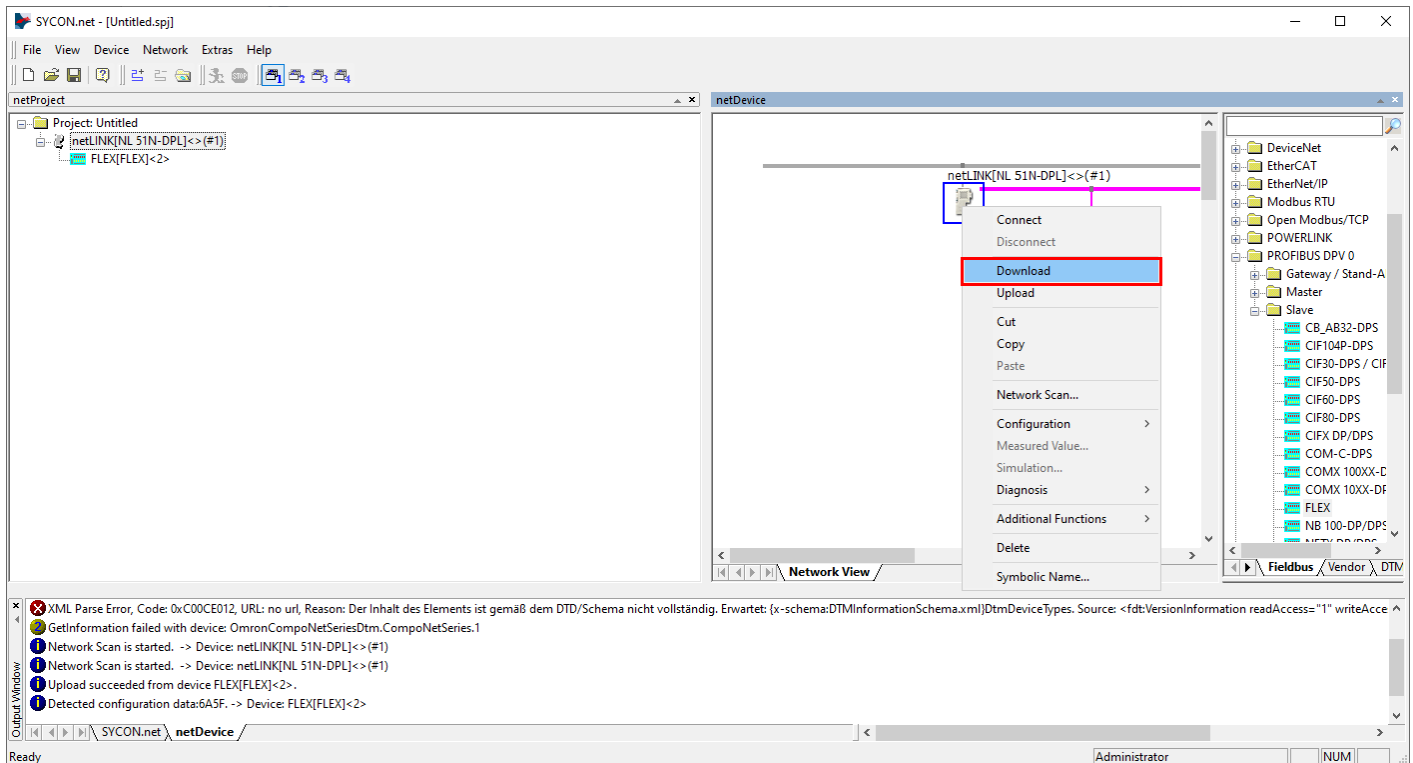 SYCON.net - [Untitled.spj]
File View Device Network Extras Help
netProject
Project: Untitled
netLINK[NL 51N-DPL]<>(#1)
FLEX[FLEX]<2>
netDevice
netLINK[NL 51N-DPL]<>(#1)
Connect
Disconnect
Download
Upload
Cut
Copy
Paste
Network Scan...
Configuration
Measured Value...
Simulation...
Diagnosis
Additional Functions
Delete
Symbolic Name...
Network View
DeviceNet
EtherCAT
EtherNet/IP
Modbus RTU
Open Modbus/TCP
POWERLINK
PROFIBUS DPV 0
Gateway / Stand-A
Master
Slave
CB_AB32-DPS
CIF104P-DPS
CIF30-DPS / CIF
CIF50-DPS
CIF60-DPS
CIF80-DPS
CIFX DP/DPS
COM-C-DPS
COMX 100XX-D
COMX 10XX-DP
FLEX
NB 100-DP/DPS
Fieldbus Vendor DTM
XML Parse Error, Code: 0xC00CE012, URL: no url, Reason: Der Inhalt des Elements ist gemäß dem DTD/Schema nicht vollständig. Erwartet: {x-schema:DTMInformationSchema.xml}DtmDeviceTypes. Source: <fdt:VersionInformation readAccess="1" writeAcce
GetInformation failed with device: OmronCompoNetSeriesDtm.CompoNetSeries.1
Network Scan is started. -> Device: netLINK[NL 51N-DPL]<>(#1)
Network Scan is started. -> Device: netLINK[NL 51N-DPL]<>(#1)
Upload succeeded from device FLEX[FLEX]<2>.
Detected configuration data:6A5F. -> Device: FLEX[FLEX]<2>
Output Window
SYCON.net netDevice
Ready
Administrator
NUM